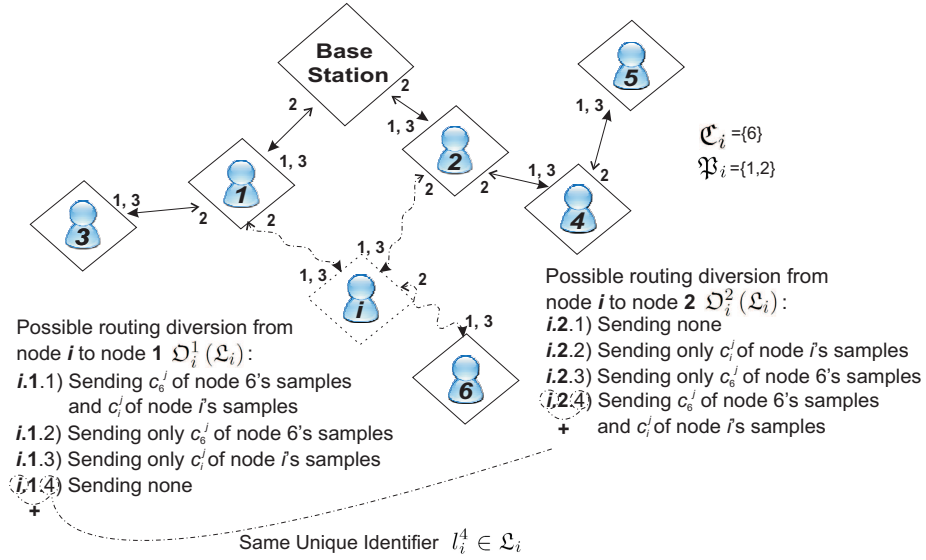 Base
Station
2
2
5
1, 3
1, 3
2
1, 3
1
2
1, 3
2
2
2
1, 3
4
ℭᵢ ={6}
𝔓ᵢ ={1,2}
1, 3
3
2
2
1, 3
1, 3
i
2
1, 3
6
Possible routing diversion from
node i to node 1 𝔒ᵢ¹ (𝔏ᵢ) :
i.1.1) Sending c₆ʲ of node 6's samples
and cᵢʲ of node i's samples
i.1.2) Sending only c₆ʲ of node 6's samples
i.1.3) Sending only cᵢʲ of node i's samples
i.1.4) Sending none
+
Possible routing diversion from
node i to node 2 𝔒ᵢ² (𝔏ᵢ) :
i.2.1) Sending none
i.2.2) Sending only cᵢʲ of node i's samples
i.2.3) Sending only c₆ʲ of node 6's samples
i.2.4) Sending c₆ʲ of node 6's samples
+
and cᵢʲ of node i's samples
Same Unique Identifier lᵢ⁴ ∈ 𝔏ᵢ